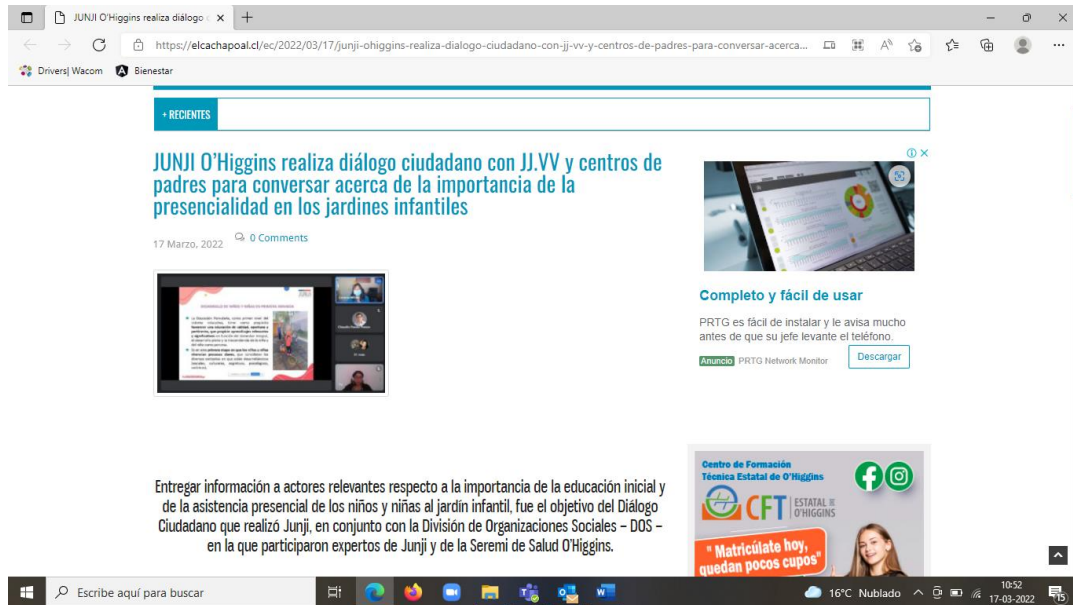 JUNJI O'Higgins realiza diálogo c
https://elcachapoal.cl/ec/2022/03/17/junji-ohiggins-realiza-dialogo-ciudadano-con-jj-vv-y-centros-de-padres-para-conversar-acerca...
Drivers| Wacom
Bienestar
+ RECIENTES
JUNJI O'Higgins realiza diálogo ciudadano con JJ.VV y centros de
padres para conversar acerca de la importancia de la
presencialidad en los jardines infantiles
17 Marzo, 2022
0 Comments
Completo y fácil de usar
PRTG es fácil de instalar y le avisa mucho
antes de que su jefe levante el teléfono.
Anuncio PRTG Network Monitor
Descargar
Entregar información a actores relevantes respecto a la importancia de la educación inicial y
de la asistencia presencial de los niños y niñas al jardín infantil, fue el objetivo del Diálogo
Ciudadano que realizó Junji, en conjunto con la División de Organizaciones Sociales – DOS –
en la que participaron expertos de Junji y de la Seremi de Salud O'Higgins.
Centro de Formación
Técnica Estatal de O'Higgins
CFT
ESTATAL
O'HIGGINS
" Matricúlate hoy,
quedan pocos cupos"
Escribe aquí para buscar
16°C Nublado
10:52
17-03-2022
15